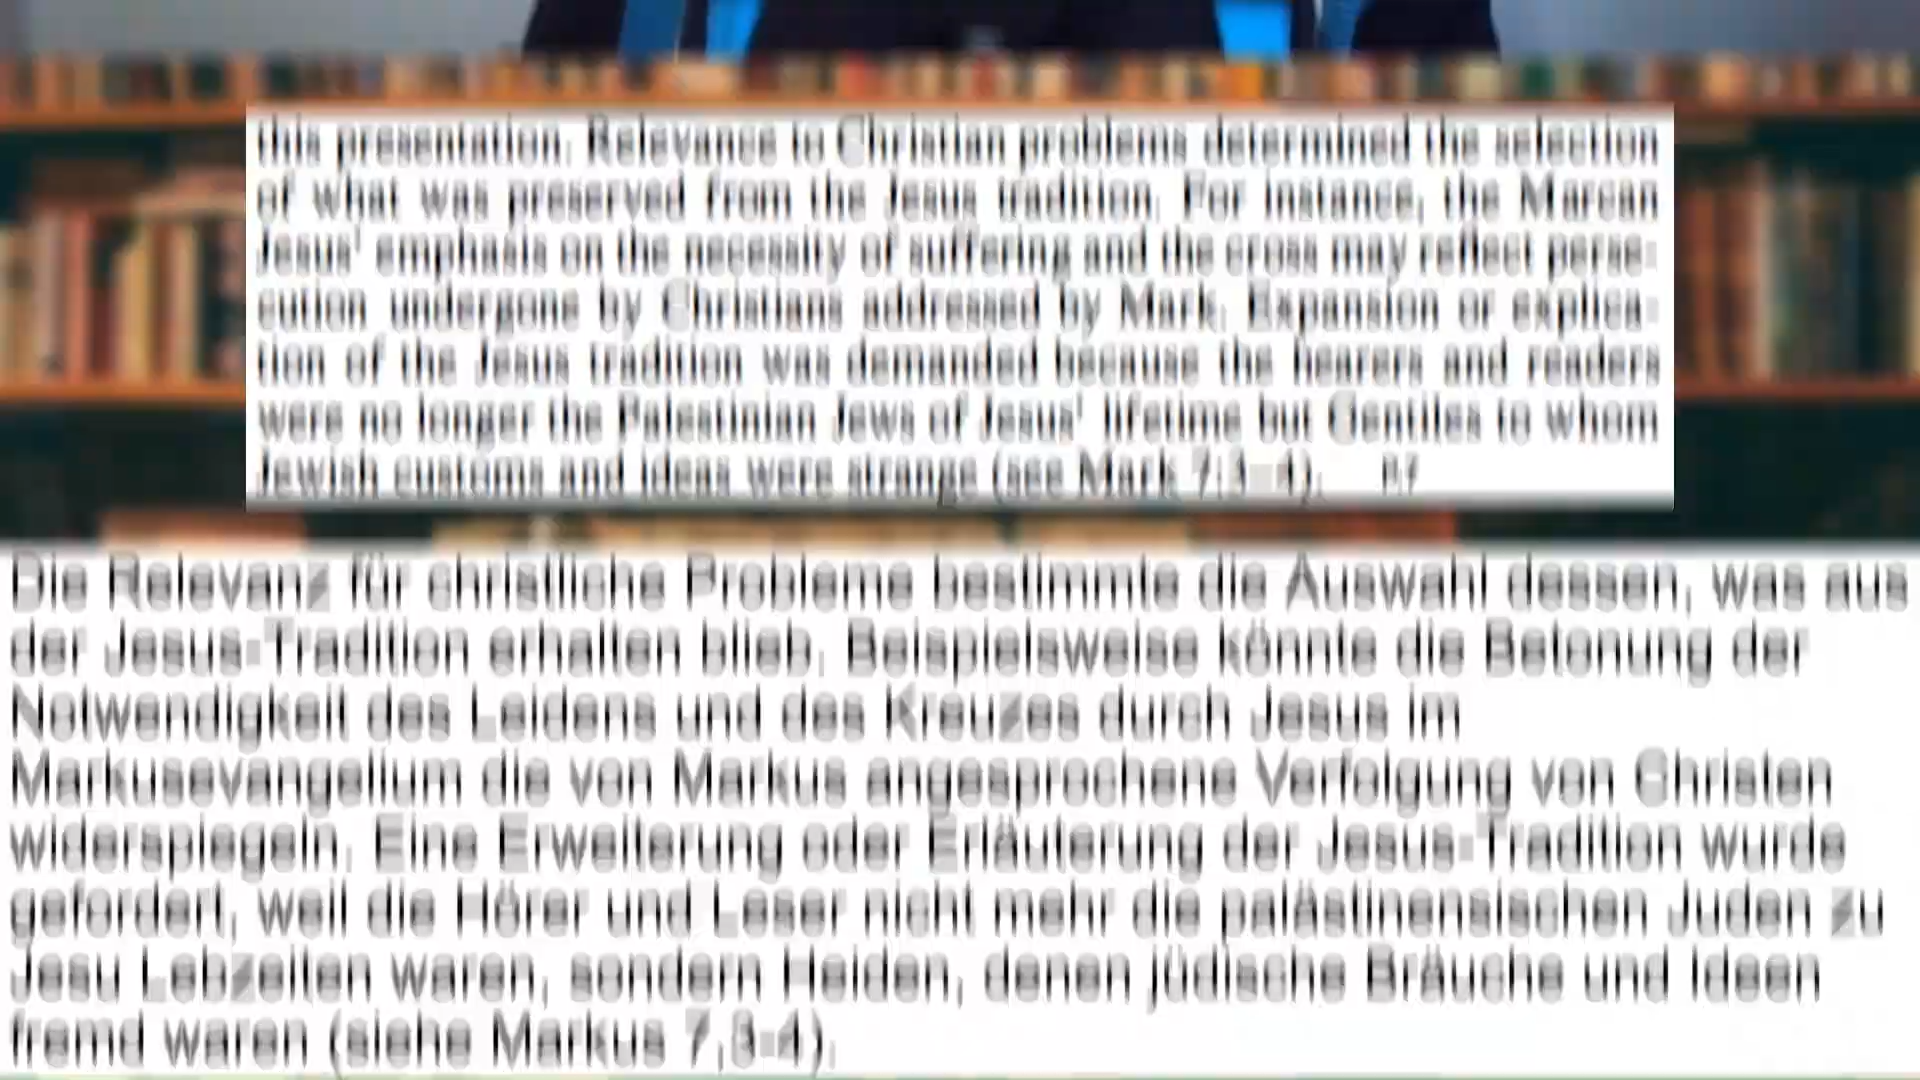 this presentation. Relevance to Christian problems determined the selection
of what was preserved from the Jesus tradition. For instance, the Marcan
Jesus' emphasis on the necessity of suffering and the cross may reflect perse-
cution undergone by Christians addressed by Mark. Expansion or explica-
tion of the Jesus tradition was demanded because the hearers and readers
were no longer the Palestinian Jews of Jesus' lifetime but Gentiles to whom
Jewish customs and ideas were strange (see Mark 7:3-4).
Die Relevanz für christliche Probleme bestimmte die Auswahl dessen, was aus
der Jesus-Tradition erhalten blieb. Beispielsweise könnte die Betonung der
Notwendigkeit des Leidens und des Kreuzes durch Jesus im
Markusevangelium die von Markus angesprochene Verfolgung von Christen
widerspiegeln. Eine Erweiterung oder Erläuterung der Jesus-Tradition wurde
gefordert, weil die Hörer und Leser nicht mehr die palästinensischen Juden zu
Jesu Lebzeiten waren, sondern Heiden, denen jüdische Bräuche und Ideen
fremd waren (siehe Markus 7,3-4).